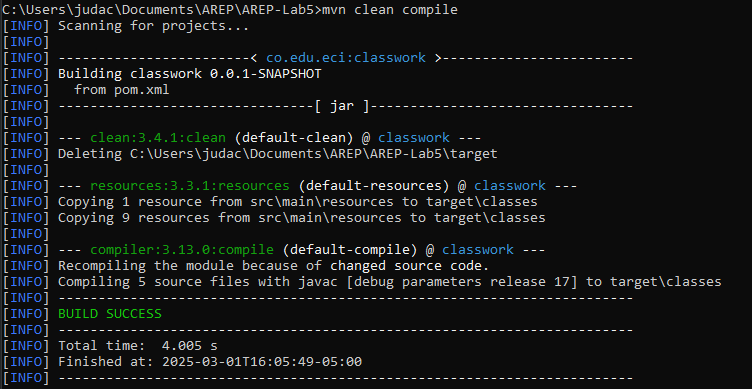 C:\Users\judac\Documents\AREP\AREP-Lab5>mvn clean compile
[INFO] Scanning for projects...
[INFO]
[INFO] -----------------------< co.edu.eci:classwork >------------------------
[INFO] Building classwork 0.0.1-SNAPSHOT
[INFO]   from pom.xml
[INFO] --------------------------------[ jar ]---------------------------------
[INFO]
[INFO] --- clean:3.4.1:clean (default-clean) @ classwork ---
[INFO] Deleting C:\Users\judac\Documents\AREP\AREP-Lab5\target
[INFO]
[INFO] --- resources:3.3.1:resources (default-resources) @ classwork ---
[INFO] Copying 1 resource from src\main\resources to target\classes
[INFO] Copying 9 resources from src\main\resources to target\classes
[INFO]
[INFO] --- compiler:3.13.0:compile (default-compile) @ classwork ---
[INFO] Recompiling the module because of changed source code.
[INFO] Compiling 5 source files with javac [debug parameters release 17] to target\classes
[INFO] ------------------------------------------------------------------------
[INFO] BUILD SUCCESS
[INFO] ------------------------------------------------------------------------
[INFO] Total time:  4.005 s
[INFO] Finished at: 2025-03-01T16:05:49-05:00
[INFO] ------------------------------------------------------------------------